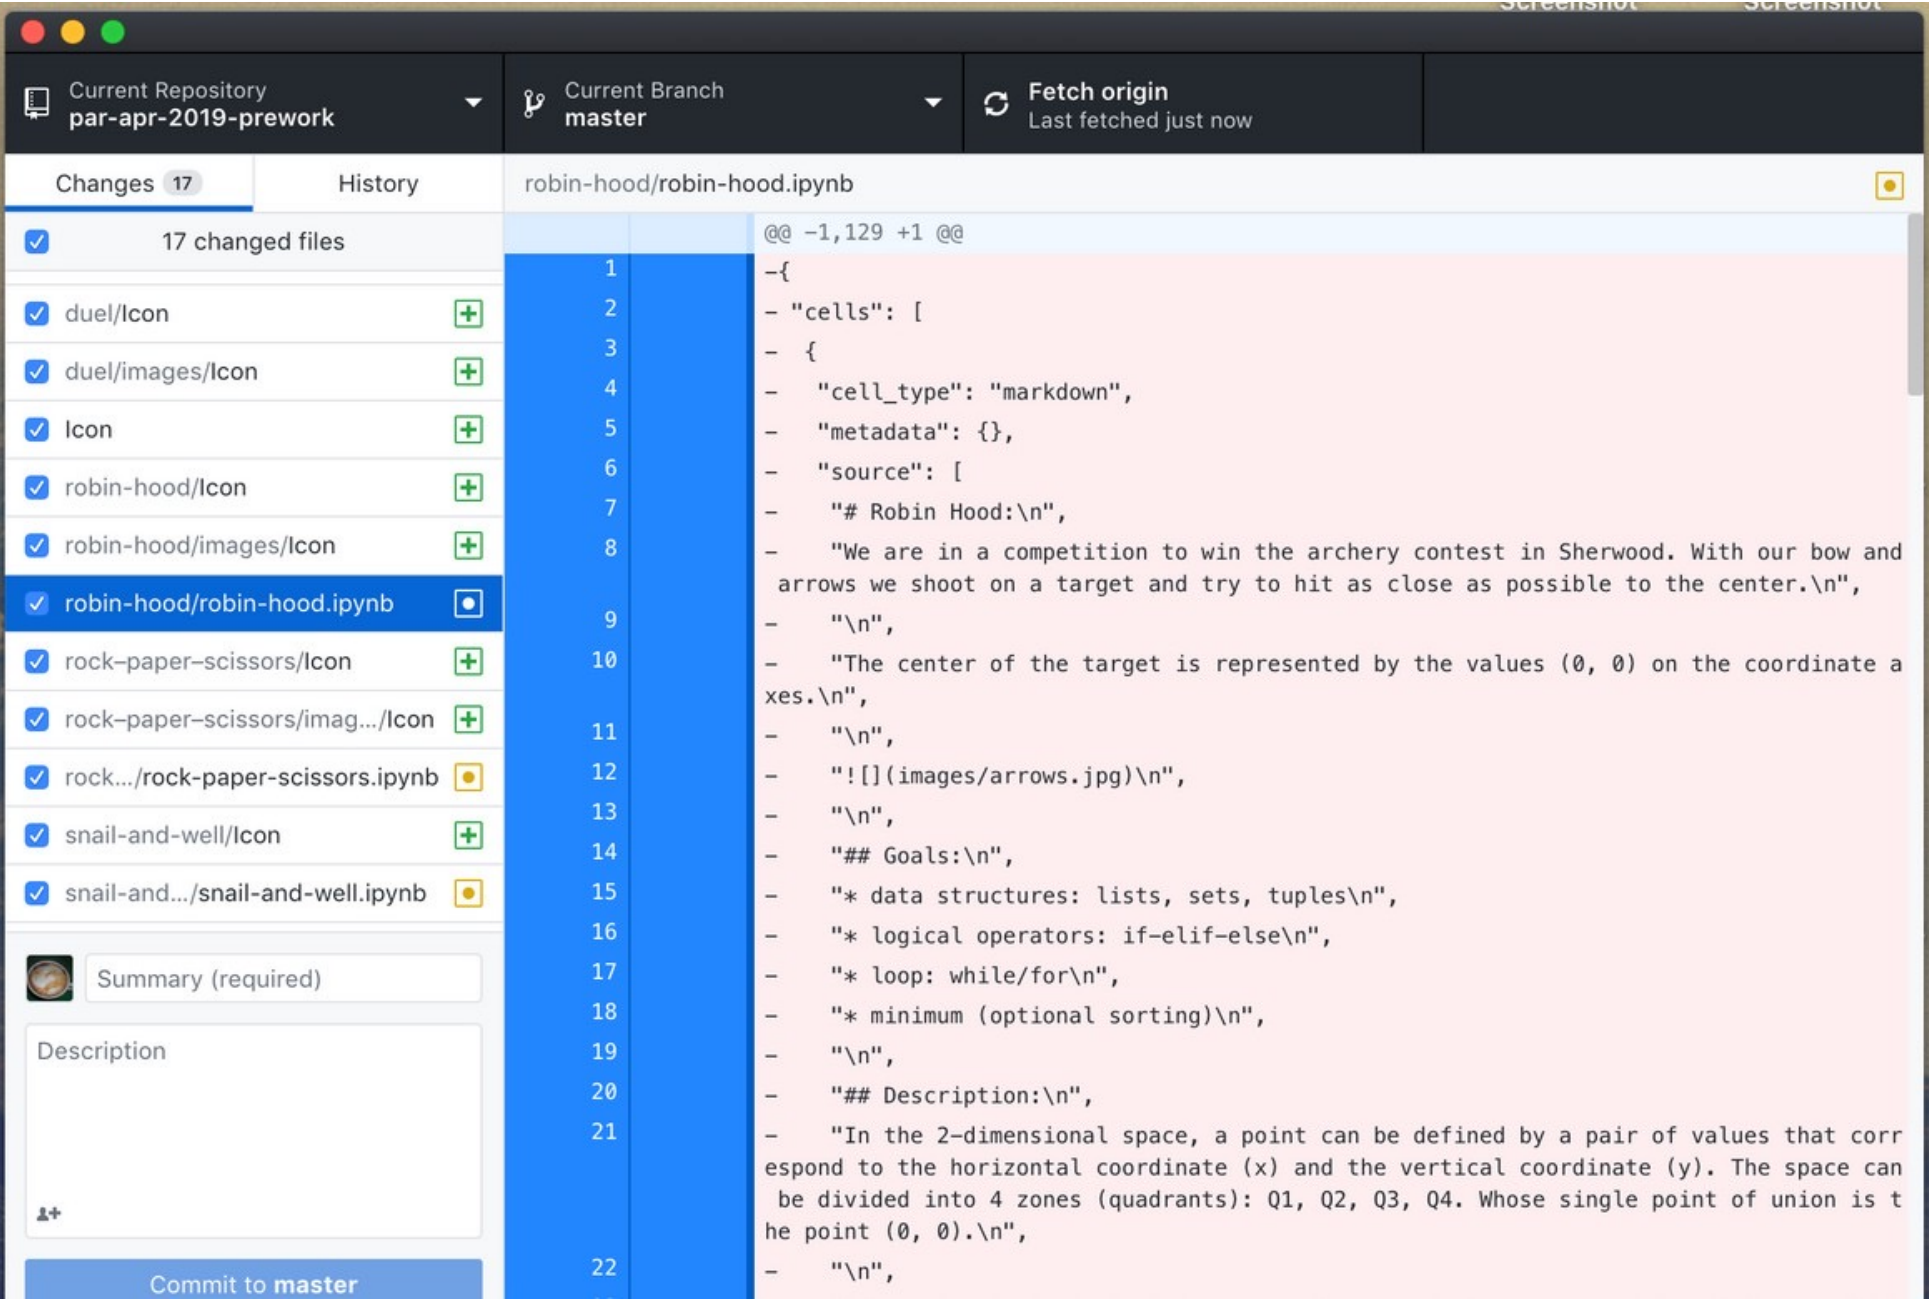 Screenshot Screenshot
Current Repository
par-apr-2019-prework
Current Branch
master
Fetch origin
Last fetched just now
Changes 17
History
robin-hood/robin-hood.ipynb
17 changed files
duel/Icon
duel/images/Icon
Icon
robin-hood/Icon
robin-hood/images/Icon
robin-hood/robin-hood.ipynb
rock-paper-scissors/Icon
rock-paper-scissors/imag.../Icon
rock.../rock-paper-scissors.ipynb
snail-and-well/Icon
snail-and.../snail-and-well.ipynb
Summary (required)
Description
Commit to master
@@ -1,129 +1 @@
1 -{
2 - "cells": [
3 -  {
4 -   "cell_type": "markdown",
5 -   "metadata": {},
6 -   "source": [
7 -    "# Robin Hood:\n",
8 -    "We are in a competition to win the archery contest in Sherwood. With our bow and
arrows we shoot on a target and try to hit as close as possible to the center.\n",
9 -    "\n",
10 -    "The center of the target is represented by the values (0, 0) on the coordinate a
xes.\n",
11 -    "\n",
12 -    "![](images/arrows.jpg)\n",
13 -    "\n",
14 -    "## Goals:\n",
15 -    "* data structures: lists, sets, tuples\n",
16 -    "* logical operators: if-elif-else\n",
17 -    "* loop: while/for\n",
18 -    "* minimum (optional sorting)\n",
19 -    "\n",
20 -    "## Description:\n",
21 -    "In the 2-dimensional space, a point can be defined by a pair of values that corr
espond to the horizontal coordinate (x) and the vertical coordinate (y). The space can
be divided into 4 zones (quadrants): Q1, Q2, Q3, Q4. Whose single point of union is t
he point (0, 0).\n",
22 -    "\n",